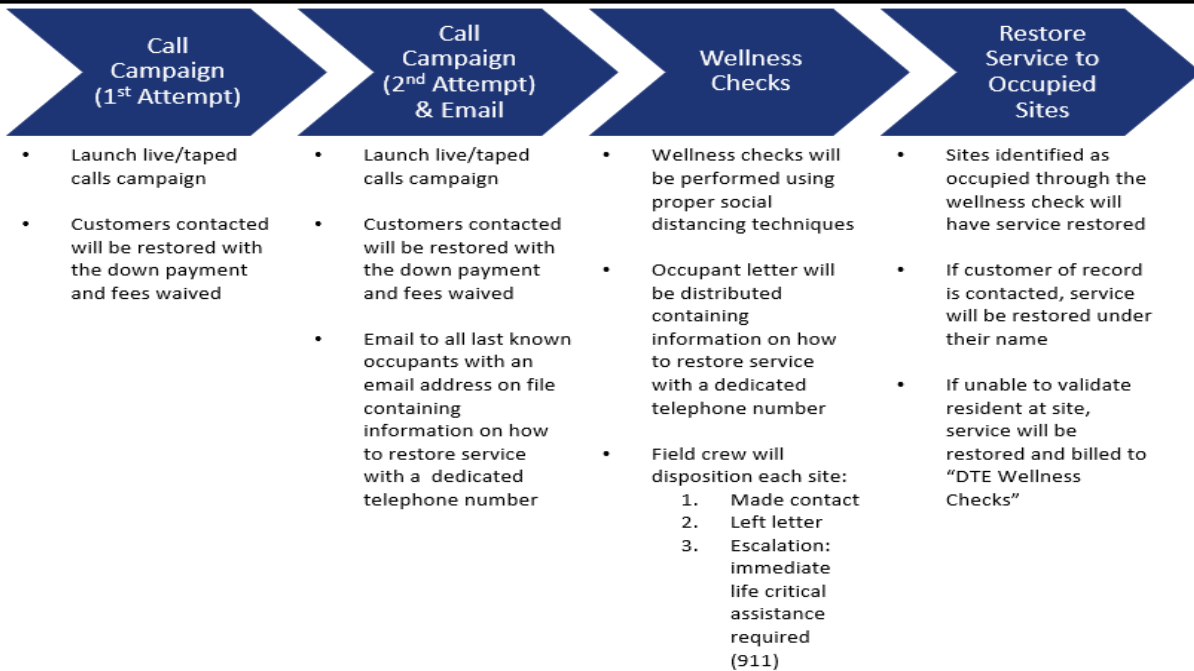 Call
Campaign
(1st Attempt)
• Launch live/taped
calls campaign
• Customers contacted
will be restored with
the down payment
and fees waived
Call
Campaign
(2nd Attempt)
& Email
• Launch live/taped
calls campaign
• Customers contacted
will be restored with
the down payment
and fees waived
• Email to all last known
occupants with an
email address on file
containing
information on how
to restore service
with a dedicated
telephone number
Wellness
Checks
• Wellness checks will
be performed using
proper social
distancing techniques
• Occupant letter will
be distributed
containing
information on how
to restore service
with a dedicated
telephone number
• Field crew will
disposition each site:
1. Made contact
2. Left letter
3. Escalation:
immediate
life critical
assistance
required
(911)
Restore
Service to
Occupied
Sites
• Sites identified as
occupied through the
wellness check will
have service restored
• If customer of record
is contacted, service
will be restored under
their name
• If unable to validate
resident at site,
service will be
restored and billed to
“DTE Wellness
Checks”